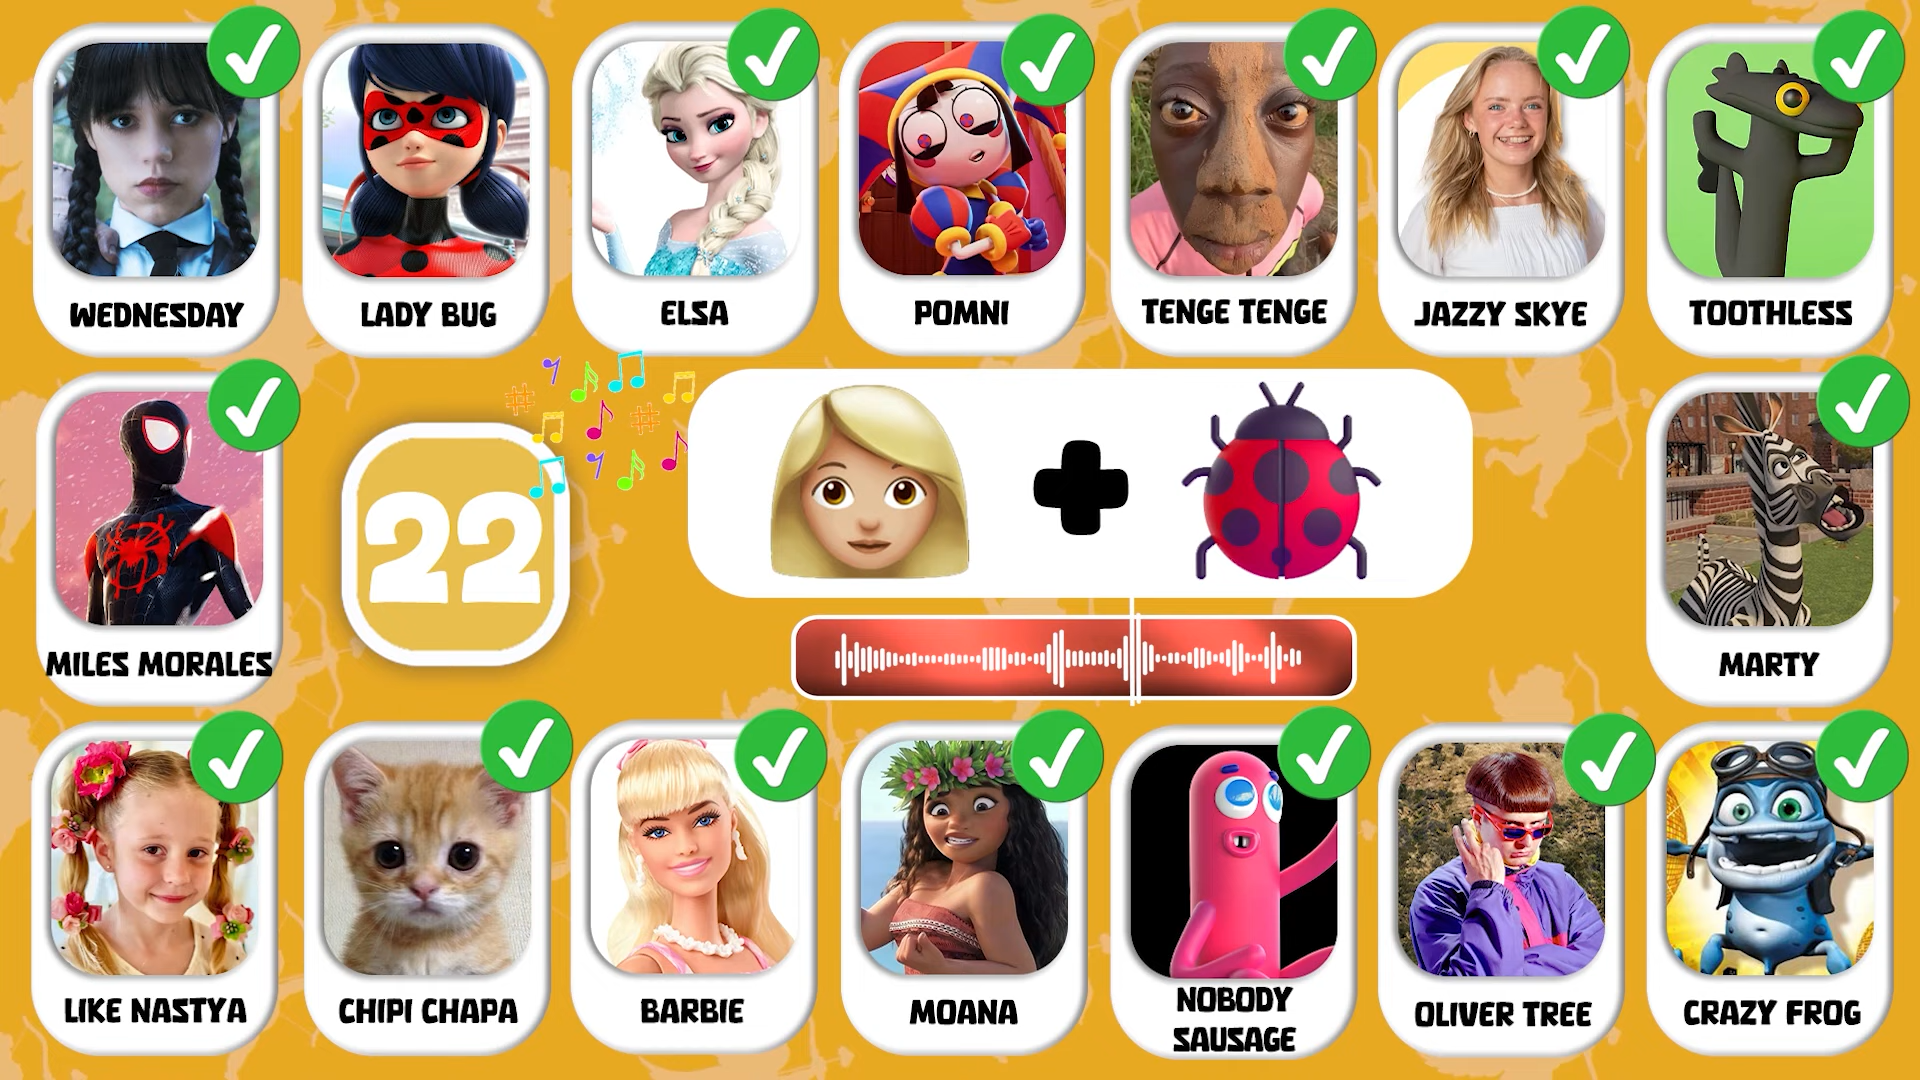 WEDNESDAY
LADY BUG
ELSA
POMNI
TENGE TENGE
JAZZY SKYE
TOOTHLESS
MILES MORALES
22
MARTY
LIKE NASTYA
CHIPI CHAPA
BARBIE
MOANA
NOBODY
SAUSAGE
OLIVER TREE
CRAZY FROG